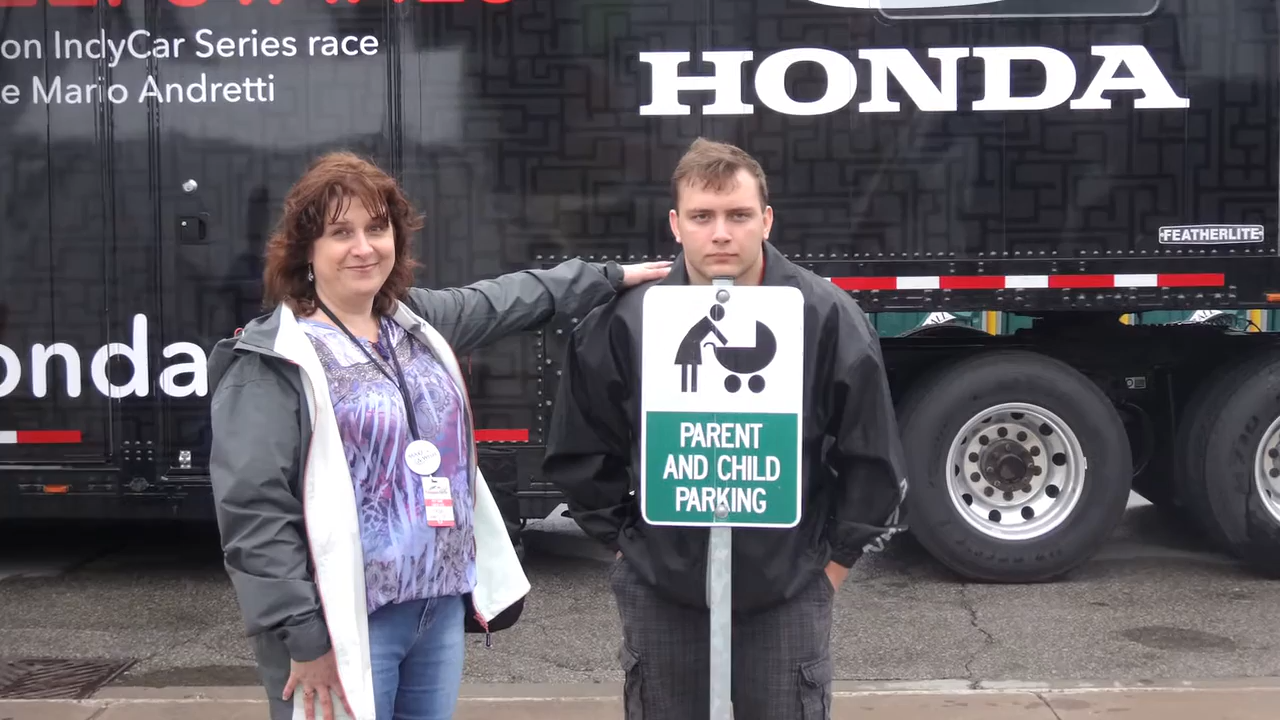 on IndyCar Series race
Mario Andretti
HONDA
FEATHERLITE
onda
PARENT
AND CHILD
PARKING